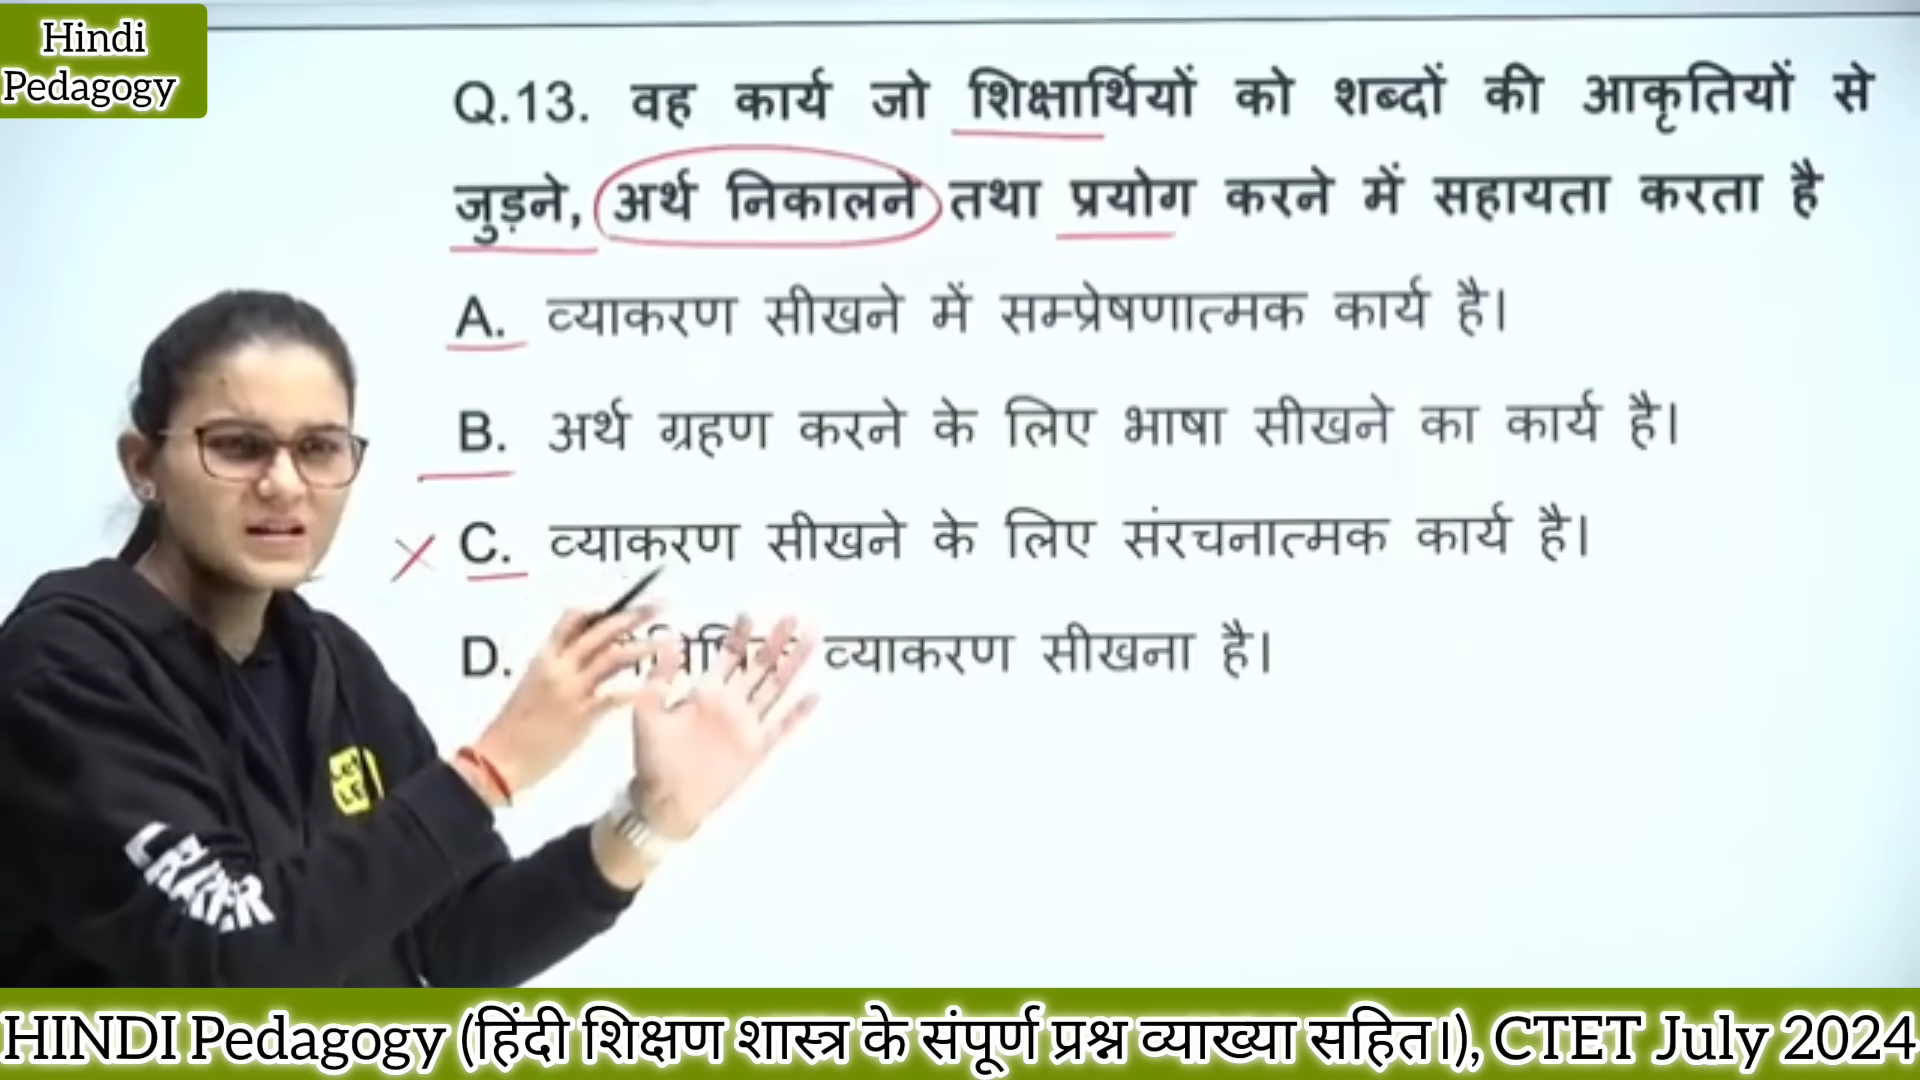 Hindi
Pedagogy
Q.13. वह कार्य जो शिक्षार्थियों को शब्दों की आकृतियों से
जुड़ने, अर्थ निकालने तथा प्रयोग करने में सहायता करता है
A. व्याकरण सीखने में सम्प्रेषणात्मक कार्य है।
B. अर्थ ग्रहण करने के लिए भाषा सीखने का कार्य है।
C. व्याकरण सीखने के लिए संरचनात्मक कार्य है।
D. व्याकरण सीखना है।
HINDI Pedagogy (हिंदी शिक्षण शास्त्र के संपूर्ण प्रश्न व्याख्या सहित।), CTET July 2024